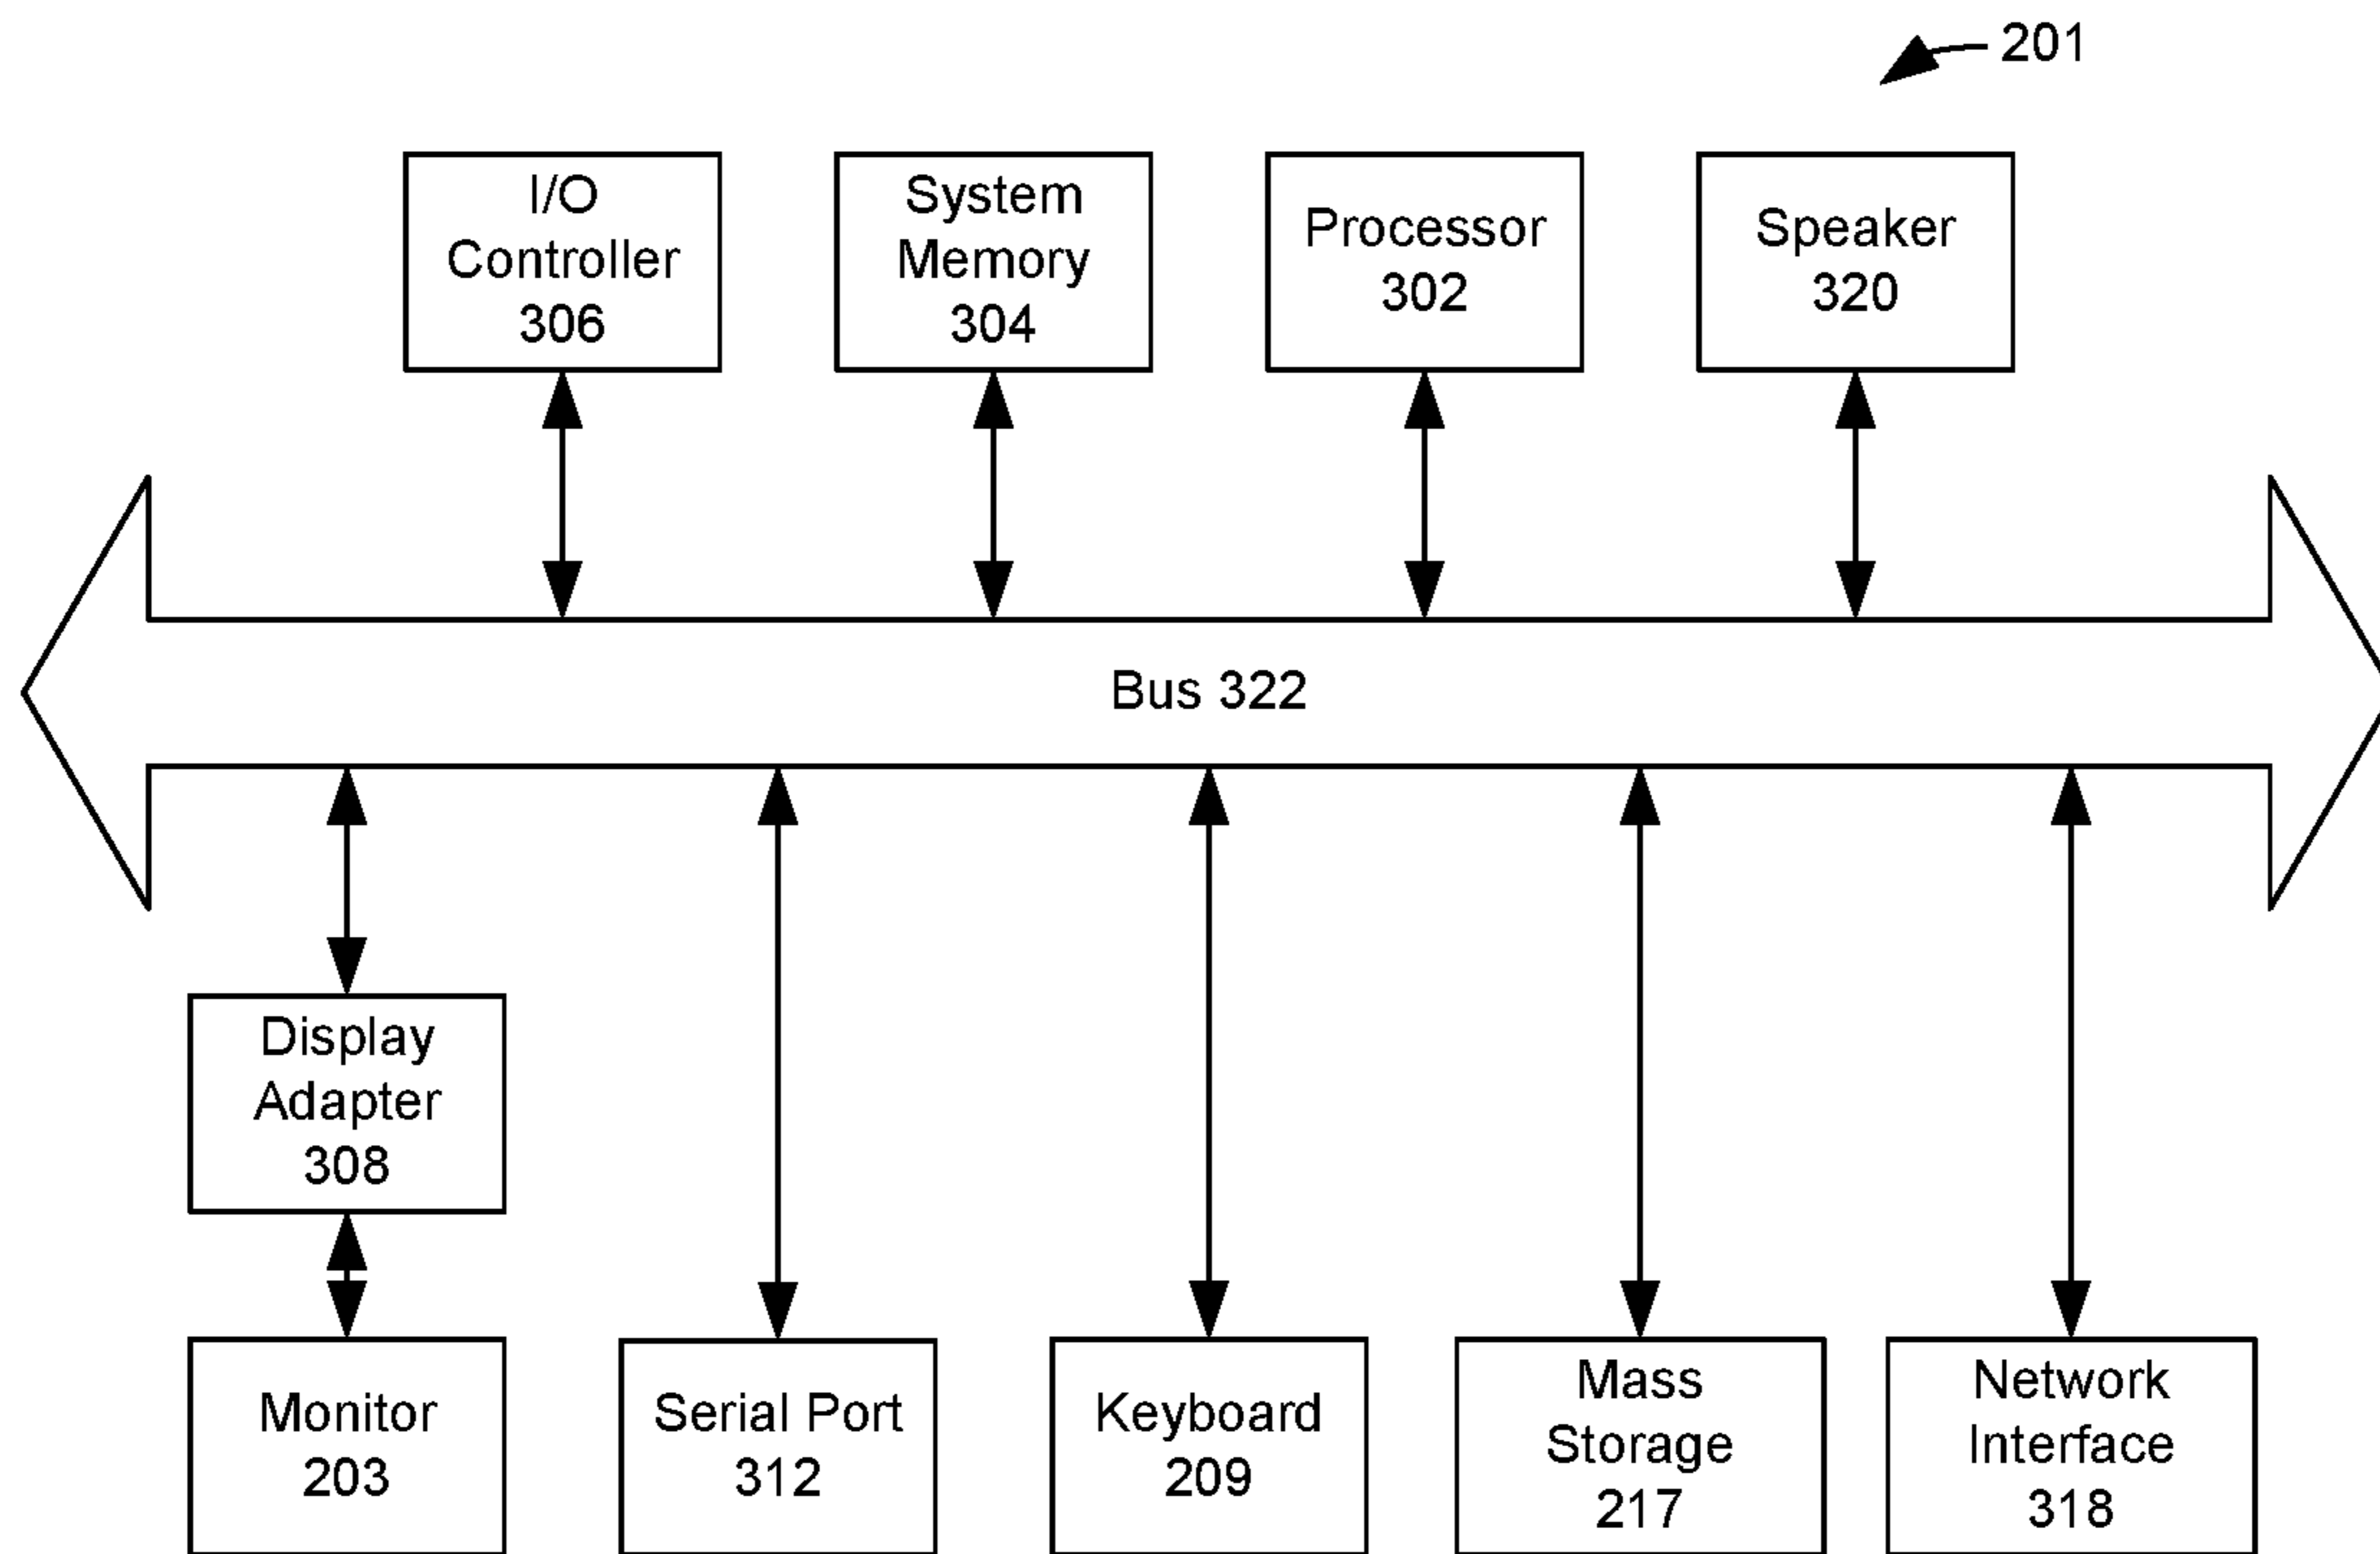 201
I/O
Controller
306
System
Memory
304
Processor
302
Speaker
320
Bus 322
Display
Adapter
308
Monitor
203
Serial Port
312
Keyboard
209
Mass
Storage
217
Network
Interface
318